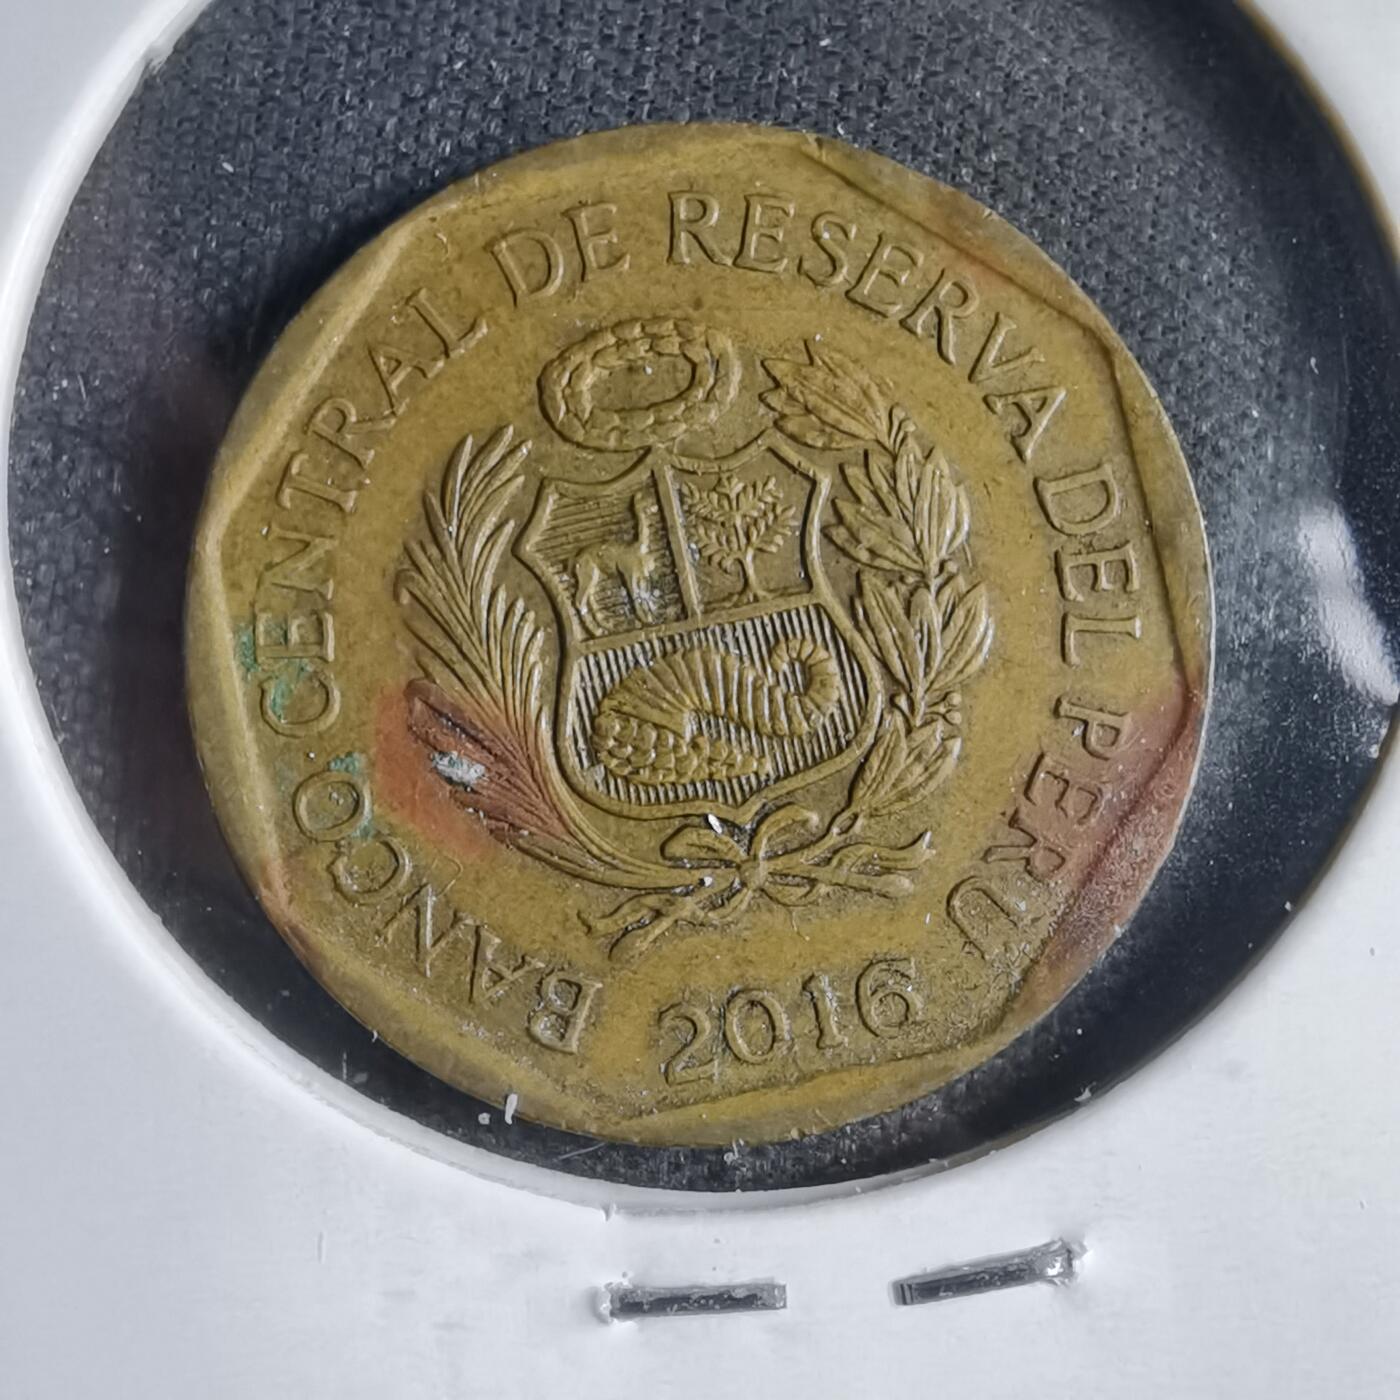 BANCO CENTRAL DE RESERVA DEL PERU
2016